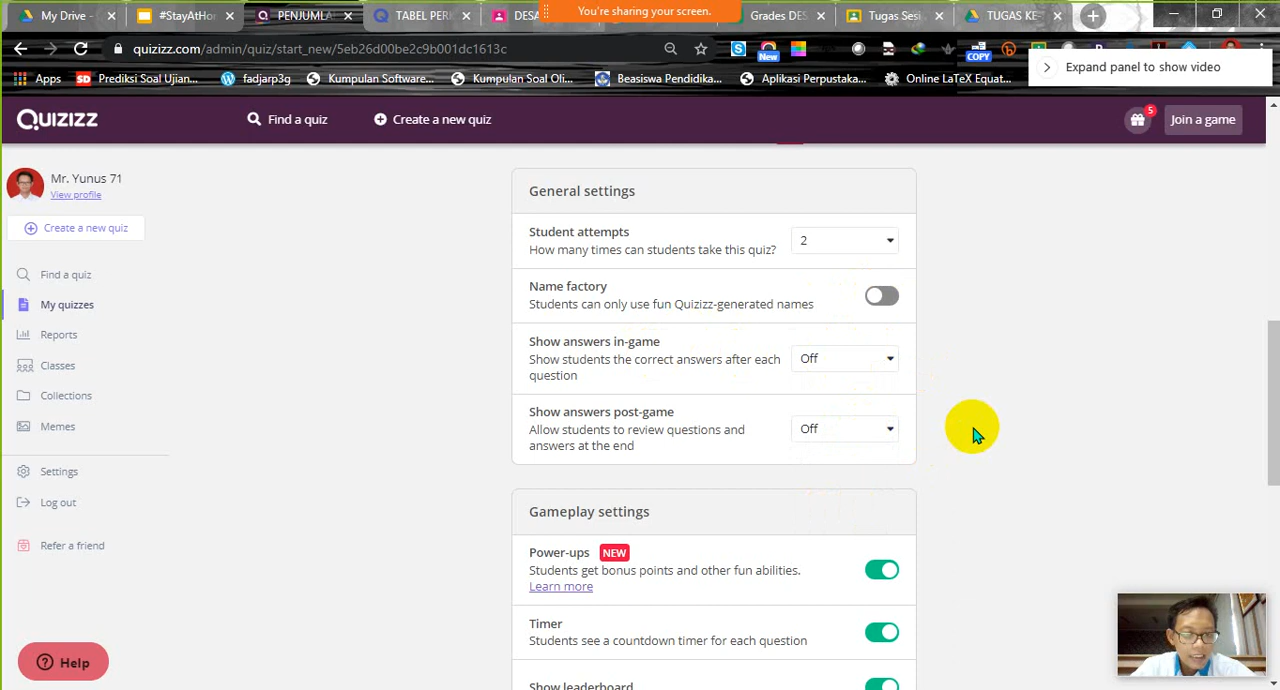 My Drive -
#StayAtHor
PENJUMLA
TABEL PERI
DESA
You're sharing your screen.
Grades DES
Tugas Sesi
TUGAS KE-
quizizz.com/admin/quiz/start_new/5eb26d00be2c9b001dc1613c
New
COPY
Expand panel to show video
Apps
Prediksi Soal Ujian...
fadjarp3g
Kumpulan Software...
Kumpulan Soal Oli...
Beasiswa Pendidika...
Aplikasi Perpustaka...
Online LaTeX Equat...
QUIZIZZ
Find a quiz
Create a new quiz
5
Join a game
Mr. Yunus 71
View profile
Create a new quiz
Find a quiz
My quizzes
Reports
Classes
Collections
Memes
Settings
Log out
Refer a friend
Help
General settings
Student attempts
How many times can students take this quiz?
2
Name factory
Students can only use fun Quizizz-generated names
Show answers in-game
Show students the correct answers after each
question
Off
Show answers post-game
Allow students to review questions and
answers at the end
Off
Gameplay settings
Power-ups NEW
Students get bonus points and other fun abilities.
Learn more
Timer
Students see a countdown timer for each question
Show leaderboard